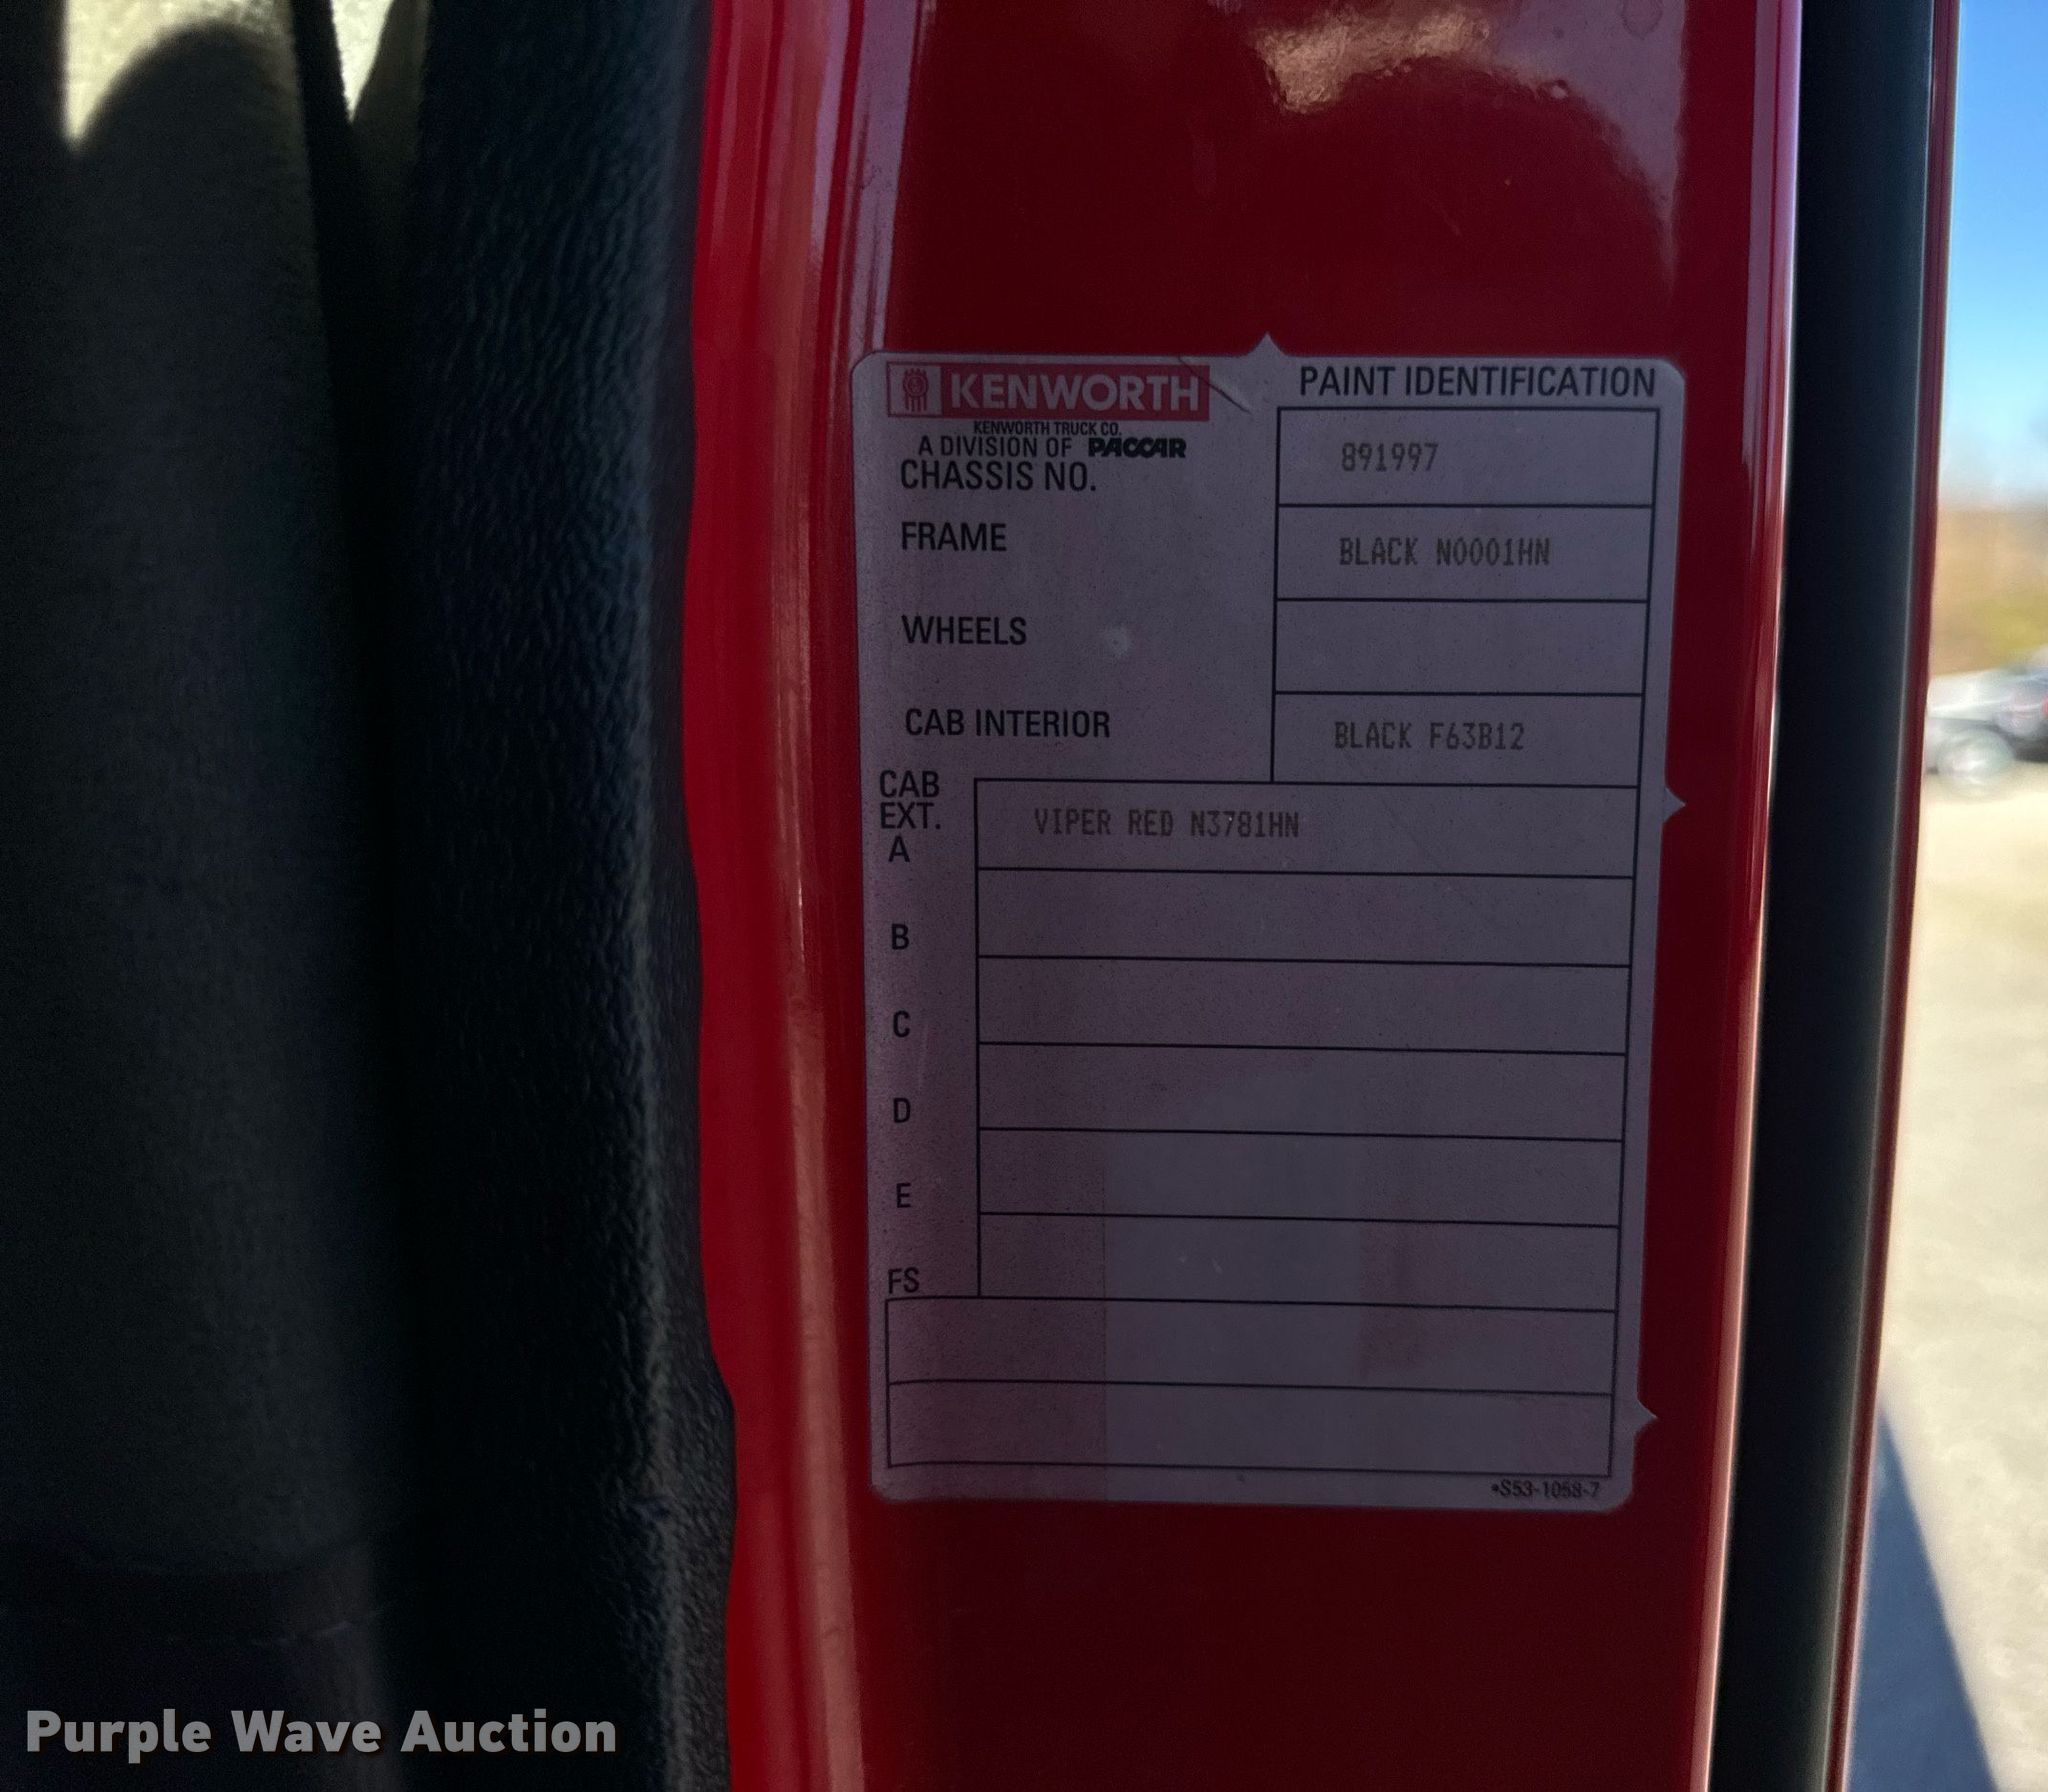 KENWORTH
KENWORTH TRUCK CO.
A DIVISION OF PACCAR
PAINT IDENTIFICATION
CHASSIS NO. 891997
FRAME BLACK N0001HN
WHEELS
CAB INTERIOR BLACK F63B12
CAB
EXT.
A VIPER RED N3781HN
B
C
D
E
FS
•S53-1058-7
Purple Wave Auction